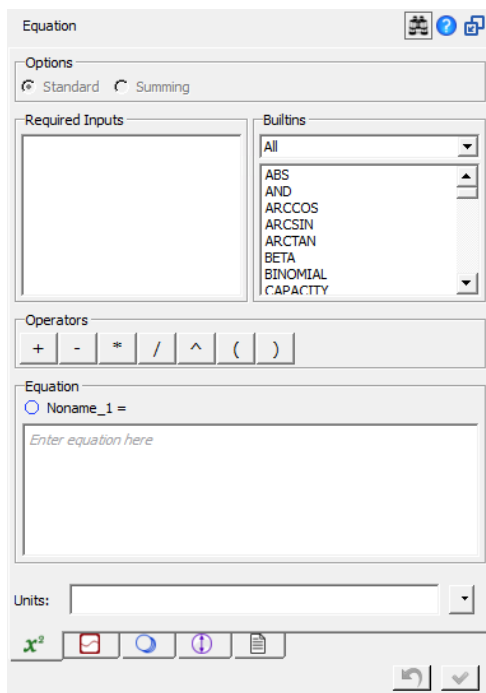 Equation
?
Options
Standard Summing
Required Inputs
Builtins
All
ABS
AND
ARCCOS
ARCSIN
ARCTAN
BETA
BINOMIAL
CAPACITY
Operators
+ - * / ^ ( )
Equation
Noname_1 =
Enter equation here
Units:
x²